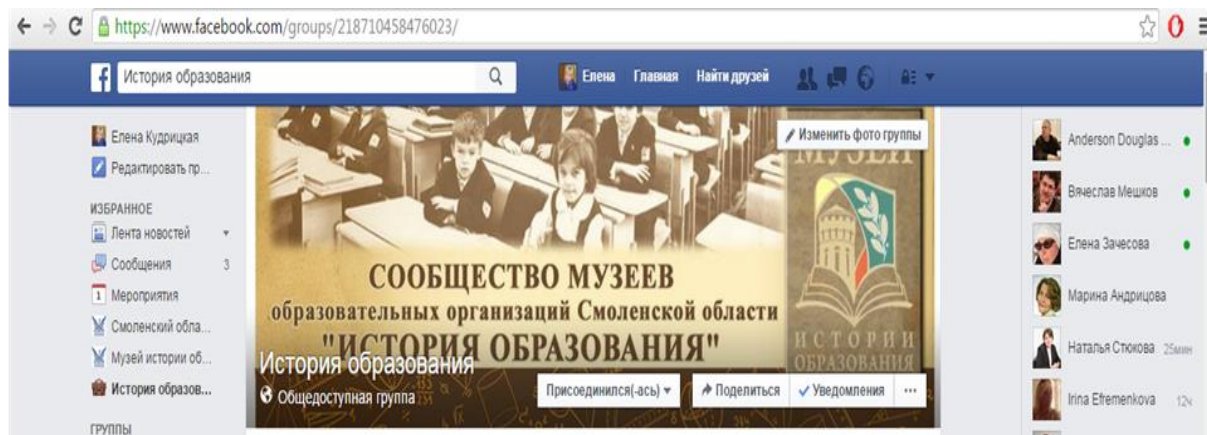 https://www.facebook.com/groups/218710458476023/
История образования
Елена Главная Найти друзей
Елена Кудрицкая
Редактировать пр...
ИЗБРАННОЕ
Лента новостей
Сообщения 3
1 Мероприятия
Смоленский обла...
Музей истории об...
История образов...
ГРУППЫ
Изменить фото группы
МУЗЕЙ
ИСТОРИИ
ОБРАЗОВАНИЯ
СООБЩЕСТВО МУЗЕЕВ
образовательных организаций Смоленской области
"ИСТОРИЯ ОБРАЗОВАНИЯ"
История образования
Общедоступная группа
Присоединился(-ась) Поделиться Уведомления ...
Anderson Douglas ...
Вячеслав Мешков
Елена Зачесова
Марина Андрицова
Наталья Стюкова 25мин
Irina Efremenkova 12ч